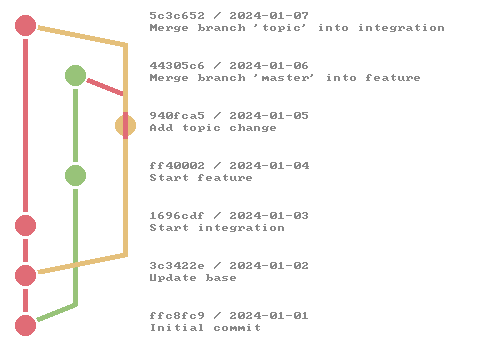 5c3c652 / 2024-01-07
Merge branch 'topic' into integration
44305c6 / 2024-01-06
Merge branch 'master' into feature
940fca5 / 2024-01-05
Add topic change
ff40002 / 2024-01-04
Start feature
1696cdf / 2024-01-03
Start integration
3c3422e / 2024-01-02
Update base
ffc8fc9 / 2024-01-01
Initial commit